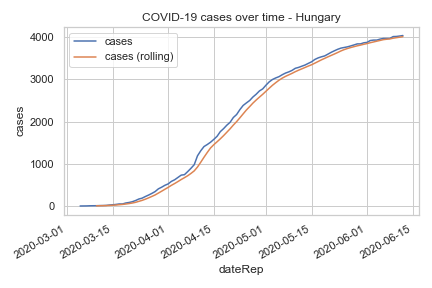 COVID-19 cases over time - Hungary
cases
cases (rolling)
4000
3000
2000
1000
0
cases
2020-03-01
2020-03-15
2020-04-01
2020-04-15
2020-05-01
2020-05-15
2020-06-01
2020-06-15
dateRep